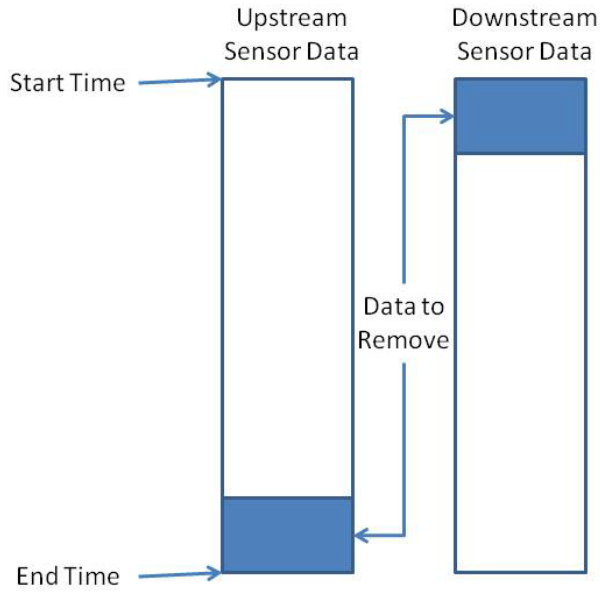 Upstream
Sensor Data
Downstream
Sensor Data
Start Time
Data to
Remove
End Time